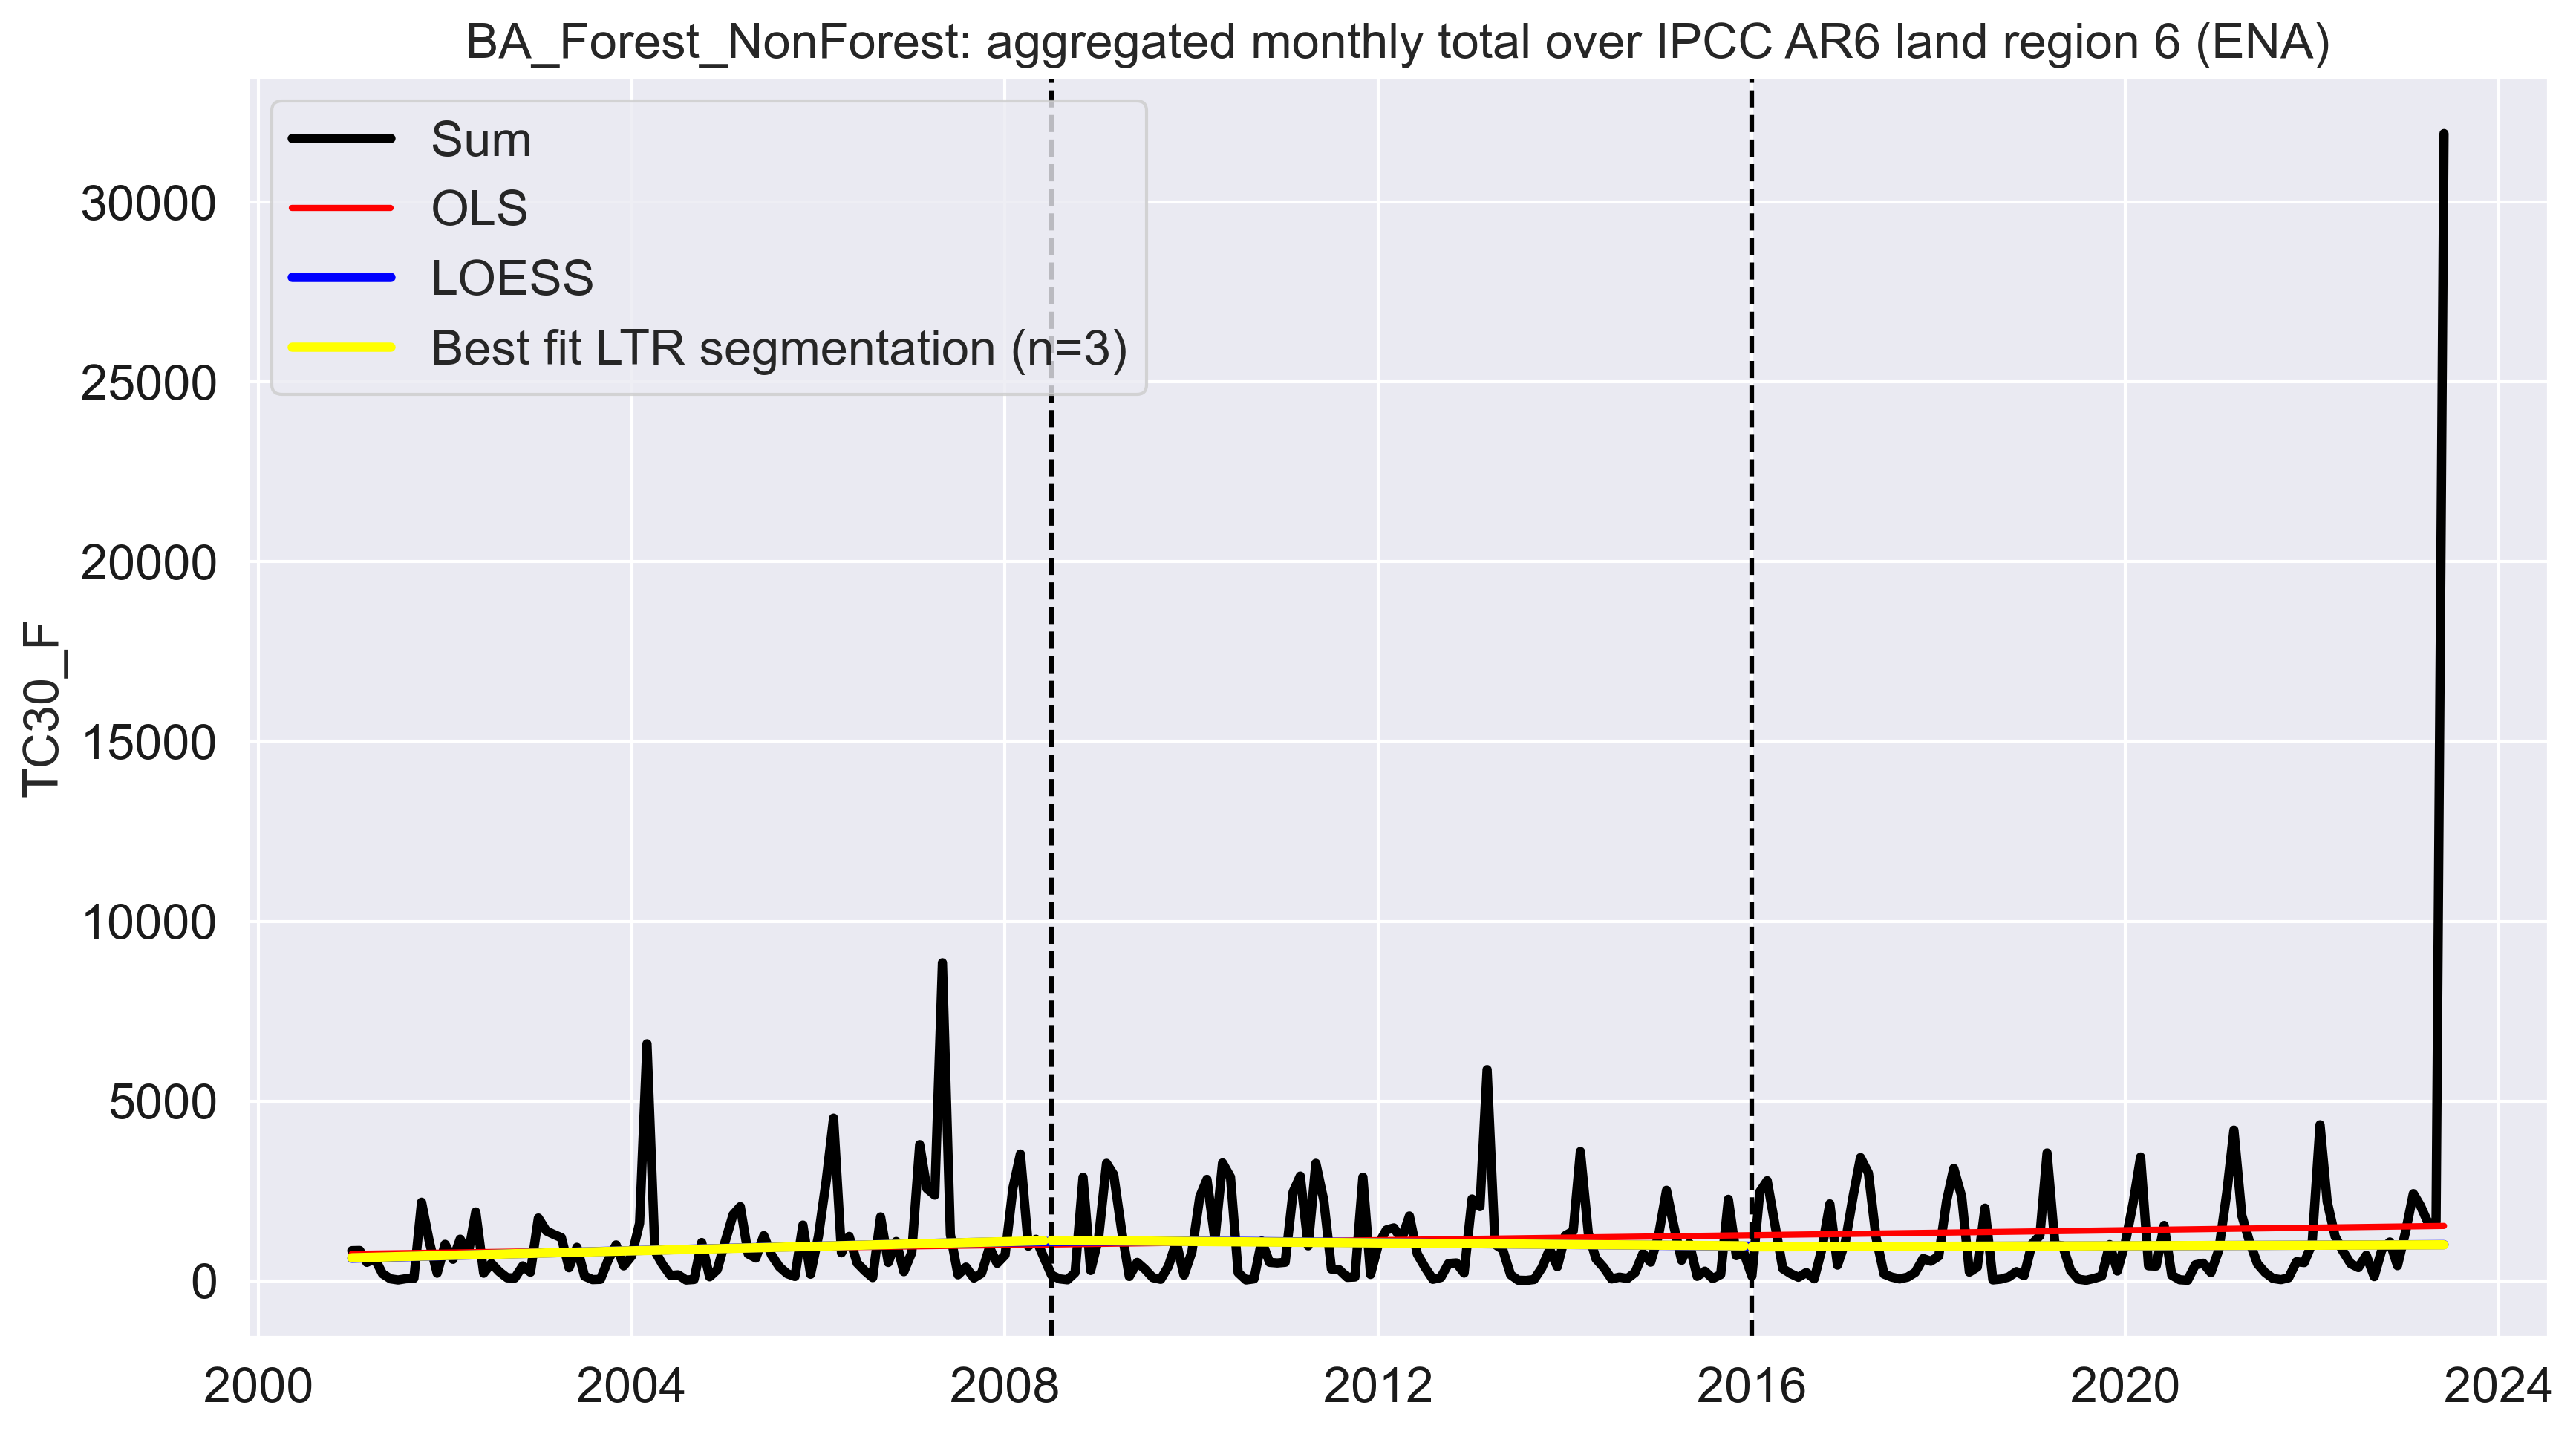 BA_Forest_NonForest: aggregated monthly total over IPCC AR6 land region 6 (ENA)
Sum
OLS
LOESS
Best fit LTR segmentation (n=3)
TC30_F
30000
25000
20000
15000
10000
5000
0
2000 2004 2008 2012 2016 2020 2024